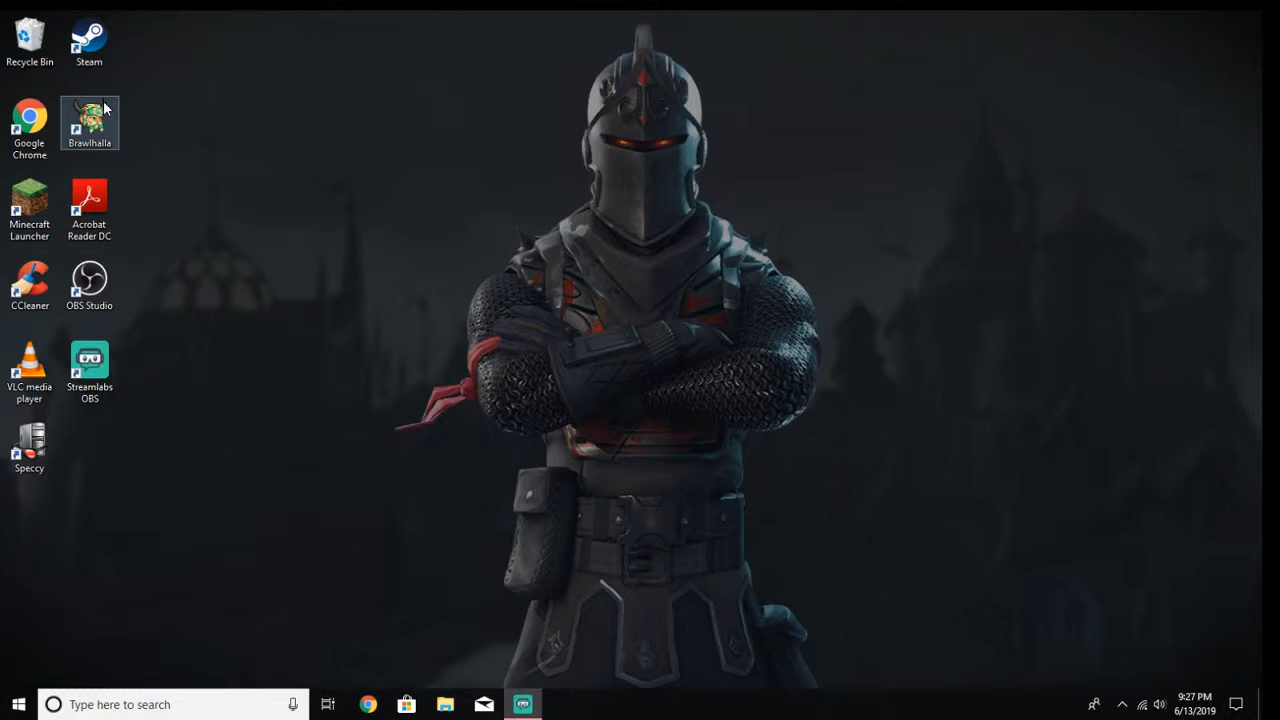 Recycle Bin
Steam
Google
Chrome
Brawlhalla
Minecraft
Launcher
Acrobat
Reader DC
CCleaner
OBS Studio
VLC media
player
Streamlabs
OBS
Speccy
Type here to search
9:27 PM
6/13/2019